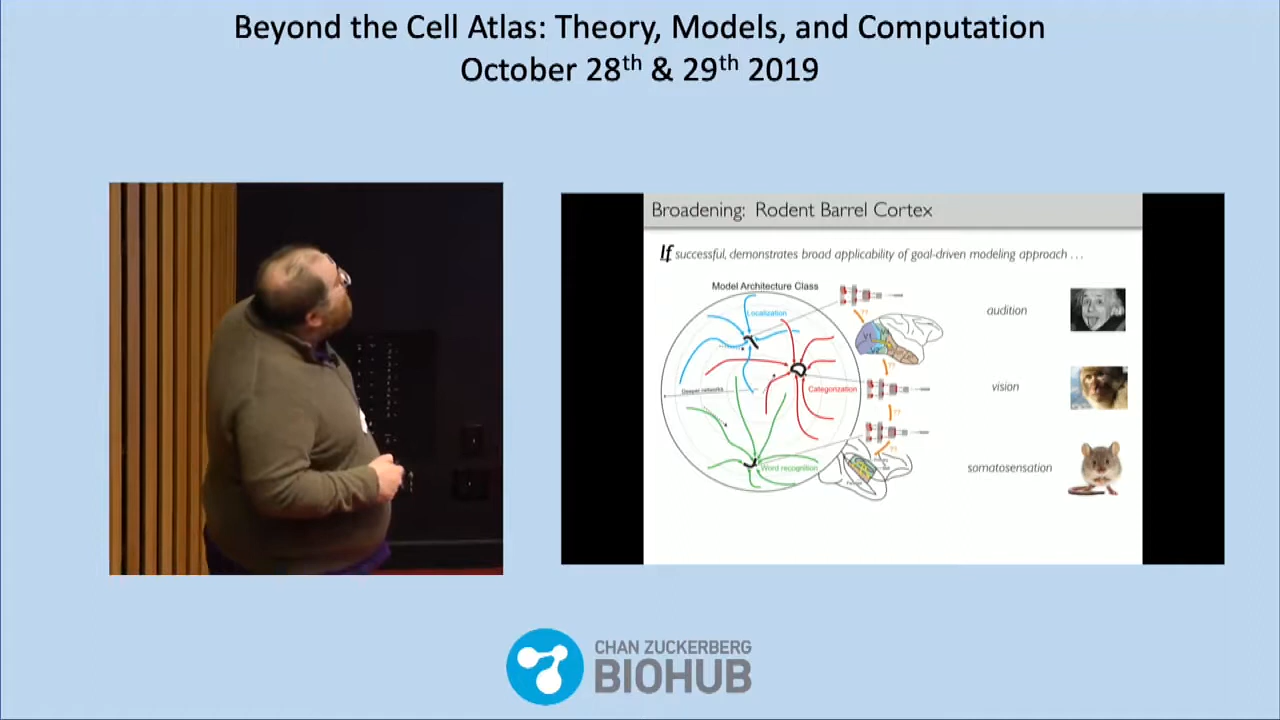 Beyond the Cell Atlas: Theory, Models, and Computation
October 28th & 29th 2019
Broadening: Rodent Barrel Cortex
If successful, demonstrates broad applicability of goal-driven modeling approach . . .
Model Architecture Class
Localization
Deeper networks
Categorization
Word recognition
??
V1
V2
??
??
??
audition
vision
somatosensation
CHAN ZUCKERBERG
BIOHUB